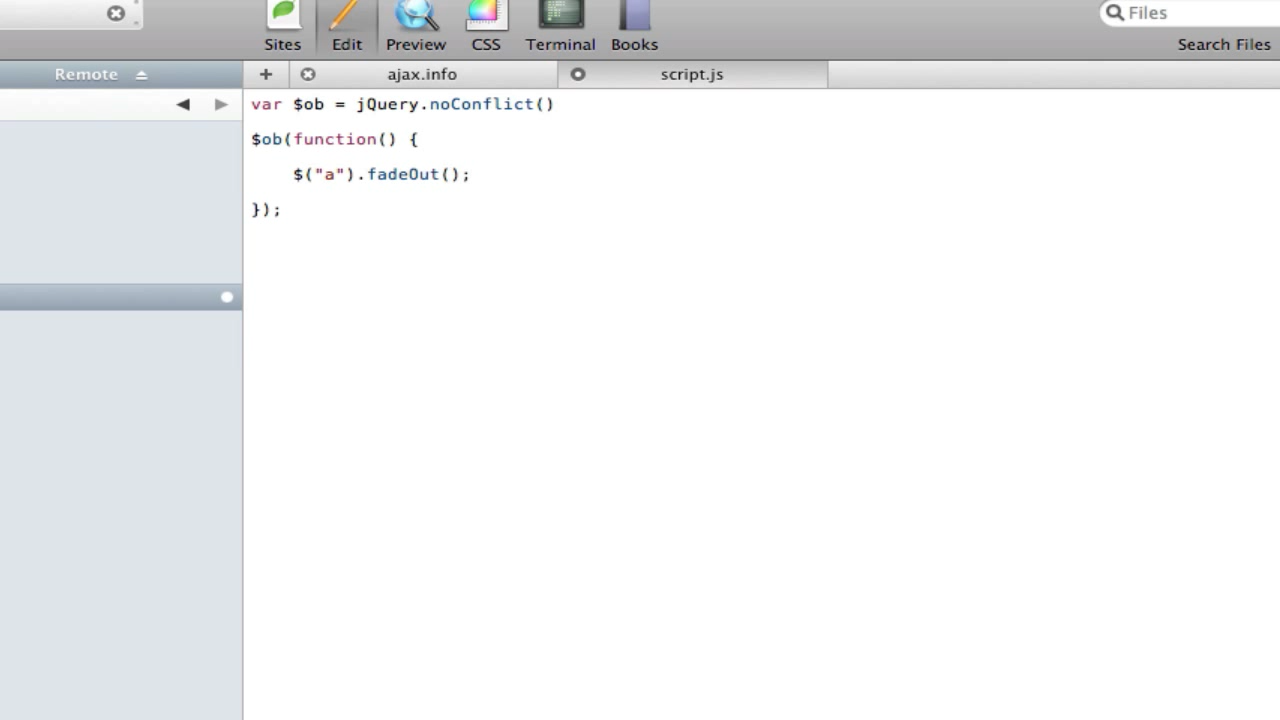 Files
Sites Edit Preview CSS Terminal Books Search Files
Remote + ajax.info script.js
var $ob = jQuery.noConflict()
$ob(function() {
$("a").fadeOut();
});